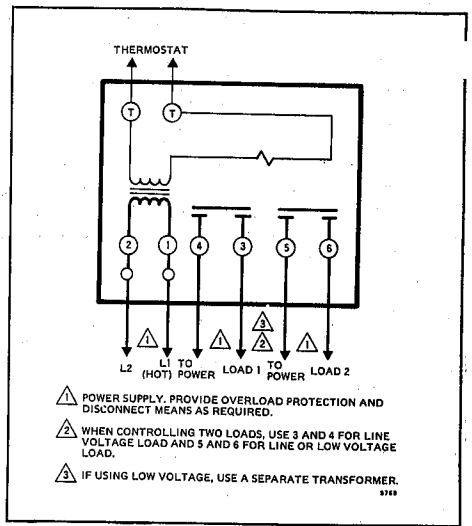 THERMOSTAT
T T
2 1 4 3 5 6
1 1 3 2 1
L2 L1 (HOT) TO POWER LOAD 1 TO POWER LOAD 2
1 POWER SUPPLY. PROVIDE OVERLOAD PROTECTION AND
DISCONNECT MEANS AS REQUIRED.
2 WHEN CONTROLLING TWO LOADS, USE 3 AND 4 FOR LINE
VOLTAGE LOAD AND 5 AND 6 FOR LINE OR LOW VOLTAGE
LOAD.
3 IF USING LOW VOLTAGE, USE A SEPARATE TRANSFORMER.